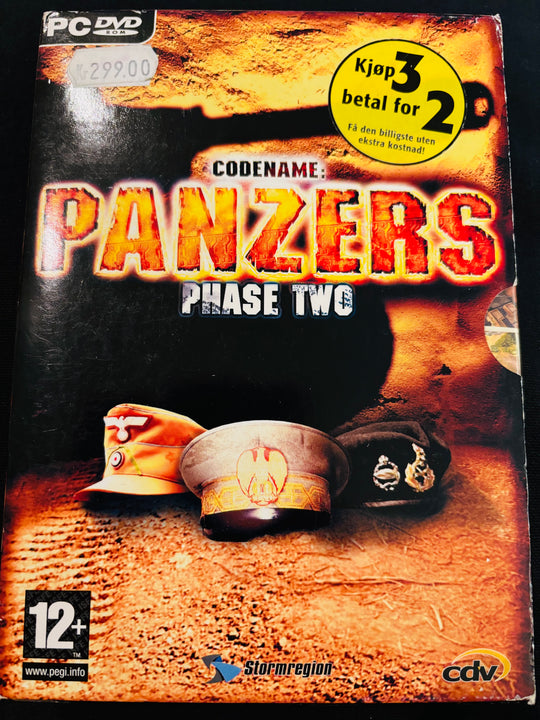 PC DVD
ROM
299.00
Kjøp 3
betal for 2
Få den billigste uten
ekstra kostnad!
CODENAME:
PANZERS
PHASE TWO
12+
www.pegi.info
Stormregion
cdv